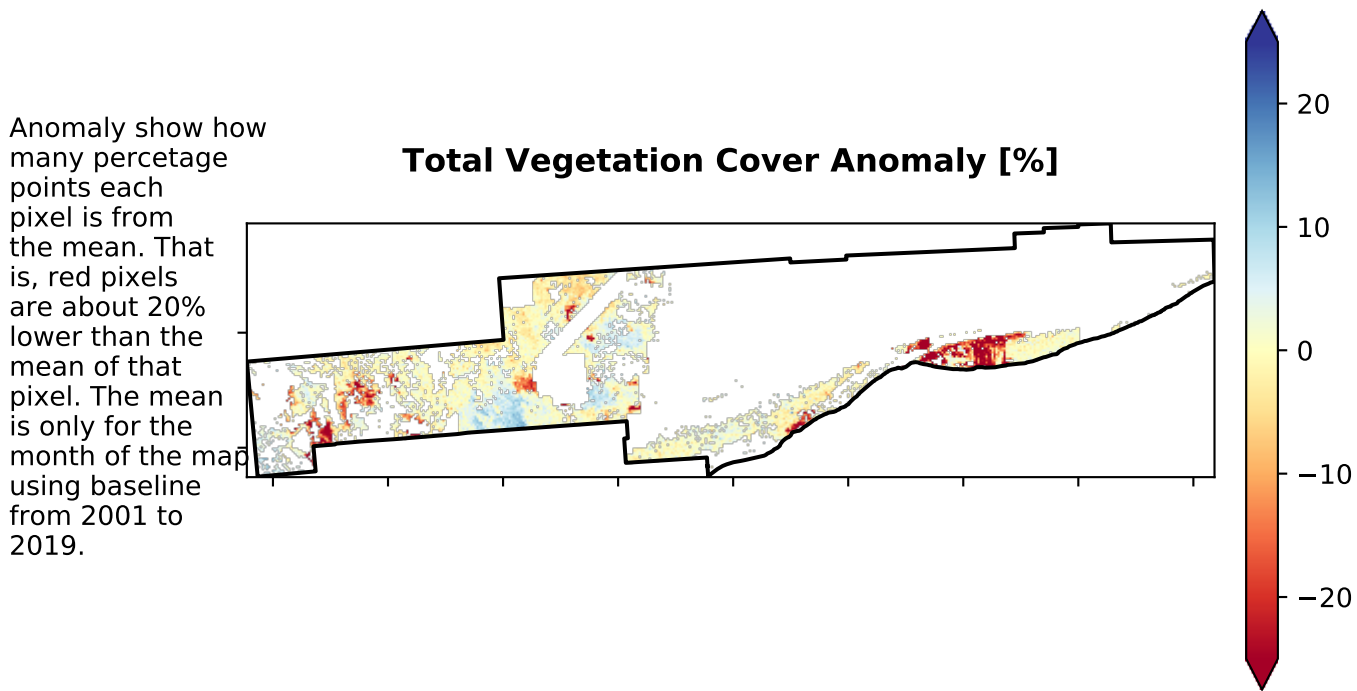 Anomaly show how
many percetage
points each
pixel is from
the mean. That
is, red pixels
are about 20%
lower than the
mean of that
pixel. The mean
is only for the
month of the map
using baseline
from 2001 to
2019.
Total Vegetation Cover Anomaly [%]
20
10
0
−10
−20